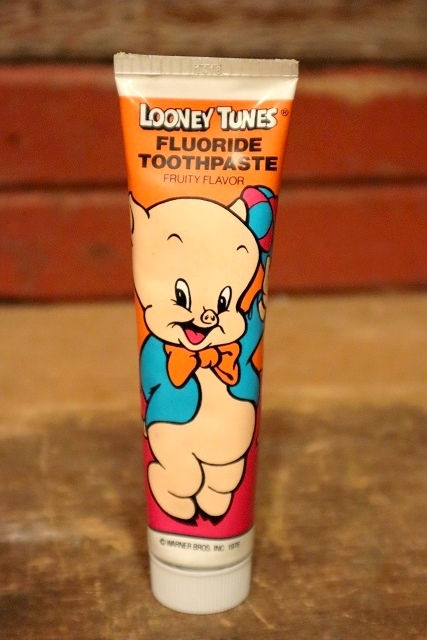 LOONEY TUNES®
FLUORIDE
TOOTHPASTE
FRUITY FLAVOR
© WARNER BROS. INC.